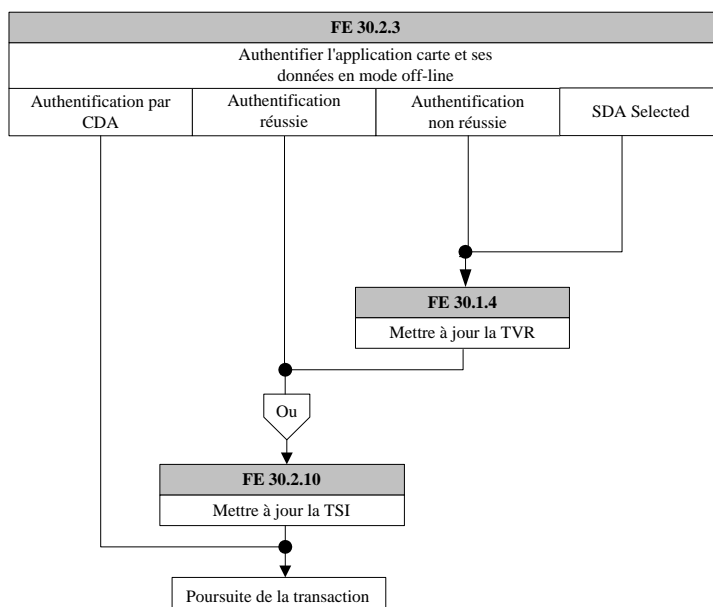 FE 30.2.3
Authentifier l'application carte et ses
données en mode off-line
Authentification par
CDA
Authentification
réussie
Authentification
non réussie
SDA Selected
FE 30.1.4
Mettre à jour la TVR
Ou
FE 30.2.10
Mettre à jour la TSI
Poursuite de la transaction